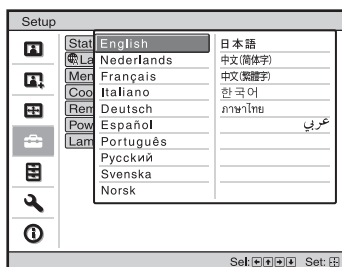 Setup
Stat
La
Men
Coo
Rem
Pow
Lam
English
Nederlands
Français
Italiano
Deutsch
Español
Português
Русский
Svenska
Norsk
日本語
中文(简体字)
中文(繁體字)
한국어
ภาษาไทย
عربي
Sel: Set: